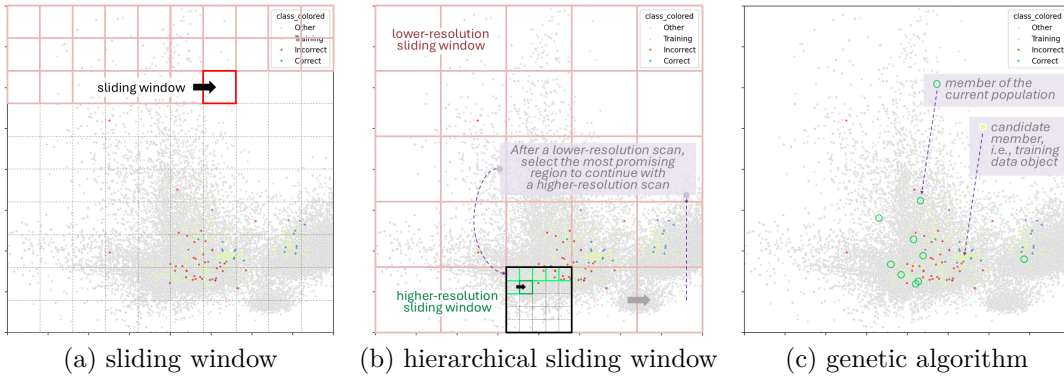 class_colored
Other
Training
Incorrect
Correct
sliding window
(a) sliding window
class_colored
Other
Training
Incorrect
Correct
lower-resolution
sliding window
After a lower-resolution scan,
select the most promising
region to continue with
a higher-resolution scan
higher-resolution
sliding window
(b) hierarchical sliding window
class_colored
Other
Training
Incorrect
Correct
member of the
current population
candidate
member,
i.e., training
data object
(c) genetic algorithm